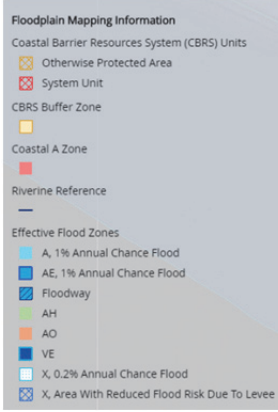 Floodplain Mapping Information
Coastal Barrier Resources System (CBRS) Units
Otherwise Protected Area
System Unit
CBRS Buffer Zone
Coastal A Zone
Riverine Reference
Effective Flood Zones
A, 1% Annual Chance Flood
AE, 1% Annual Chance Flood
Floodway
AH
AO
VE
X, 0.2% Annual Chance Flood
X, Area With Reduced Flood Risk Due To Levee